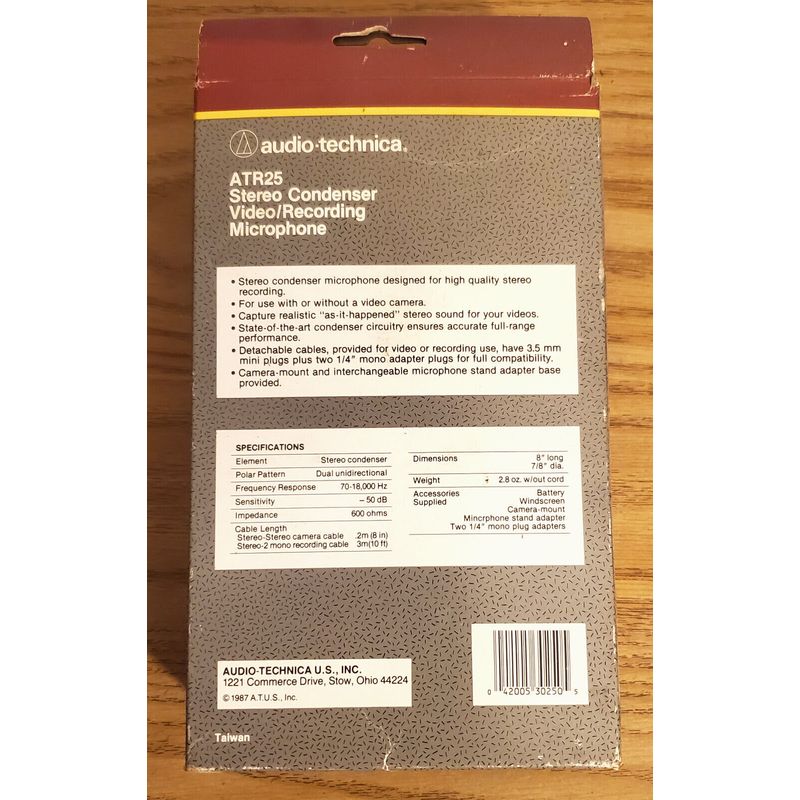 audio-technica®
ATR25
Stereo Condenser
Video/Recording
Microphone
• Stereo condenser microphone designed for high quality stereo
recording.
• For use with or without a video camera.
• Capture realistic "as-it-happened" stereo sound for your videos.
• State-of-the-art condenser circuitry ensures accurate full-range
performance.
• Detachable cables, provided for video or recording use, have 3.5 mm
mini plugs plus two 1/4" mono adapter plugs for full compatibility.
• Camera-mount and interchangeable microphone stand adapter base
provided.
SPECIFICATIONS
Element Stereo condenser
Polar Pattern Dual unidirectional
Frequency Response 70-18,000 Hz
Sensitivity – 50 dB
Impedance 600 ohms
Cable Length
Stereo-Stereo camera cable .2m (8 in)
Stereo-2 mono recording cable 3m(10 ft)
Dimensions 8" long
7/8" dia.
Weight 2.8 oz. w/out cord
Accessories Battery
Supplied Windscreen
Camera-mount
Mincrphone stand adapter
Two 1/4" mono plug adapters
0 42005 30250 5
AUDIO-TECHNICA U.S., INC.
1221 Commerce Drive, Stow, Ohio 44224
© 1987 A.T.U.S., Inc.
Taiwan